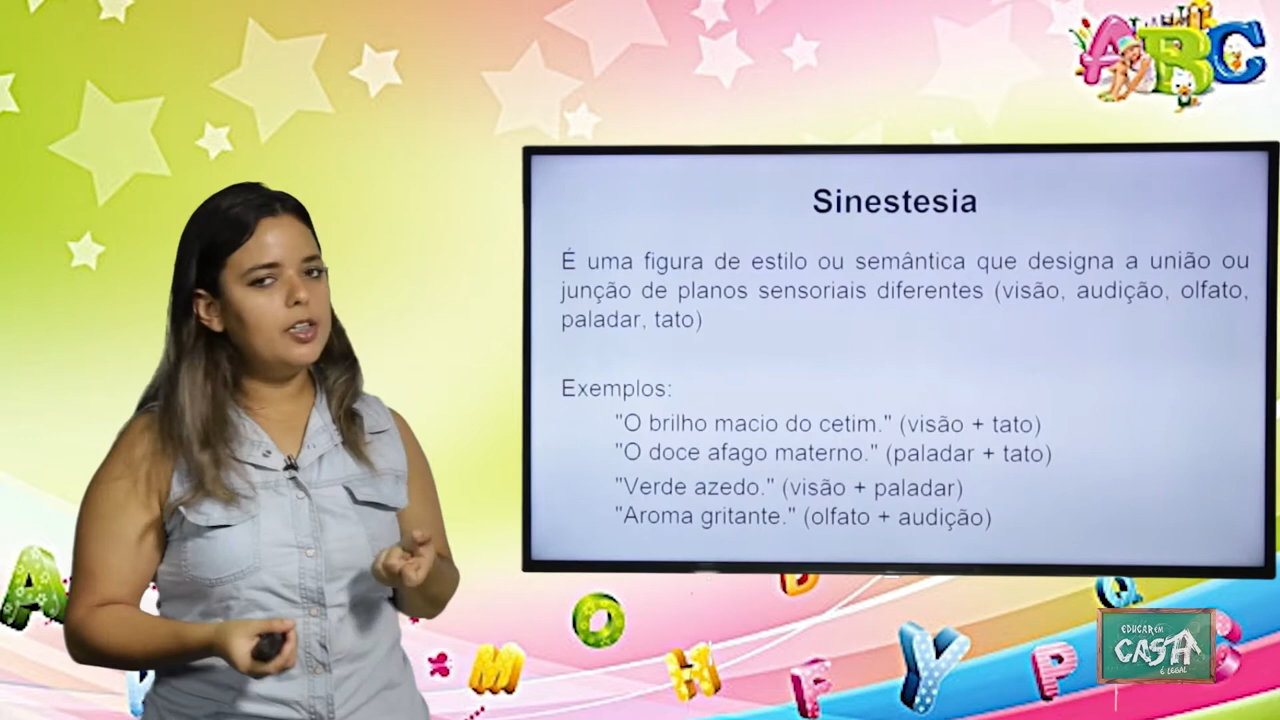 ABC
Sinestesia
É uma figura de estilo ou semântica que designa a união ou
junção de planos sensoriais diferentes (visão, audição, olfato,
paladar, tato)
Exemplos:
"O brilho macio do cetim." (visão + tato)
"O doce afago materno." (paladar + tato)
"Verde azedo." (visão + paladar)
"Aroma gritante." (olfato + audição)
A
O
M
H
F
Y
P
Q
EDUCAR EM
CASA
É LEGAL